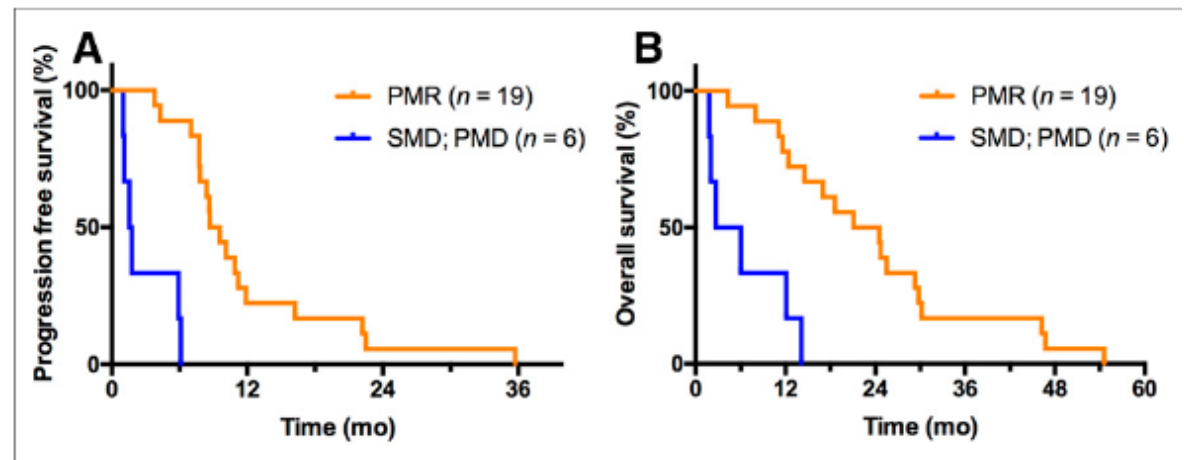 A
Progression free survival (%)
100
50
0
PMR (n = 19)
SMD; PMD (n = 6)
0 12 24 36
Time (mo)
B
Overall survival (%)
100
50
0
PMR (n = 19)
SMD; PMD (n = 6)
0 12 24 36 48 60
Time (mo)